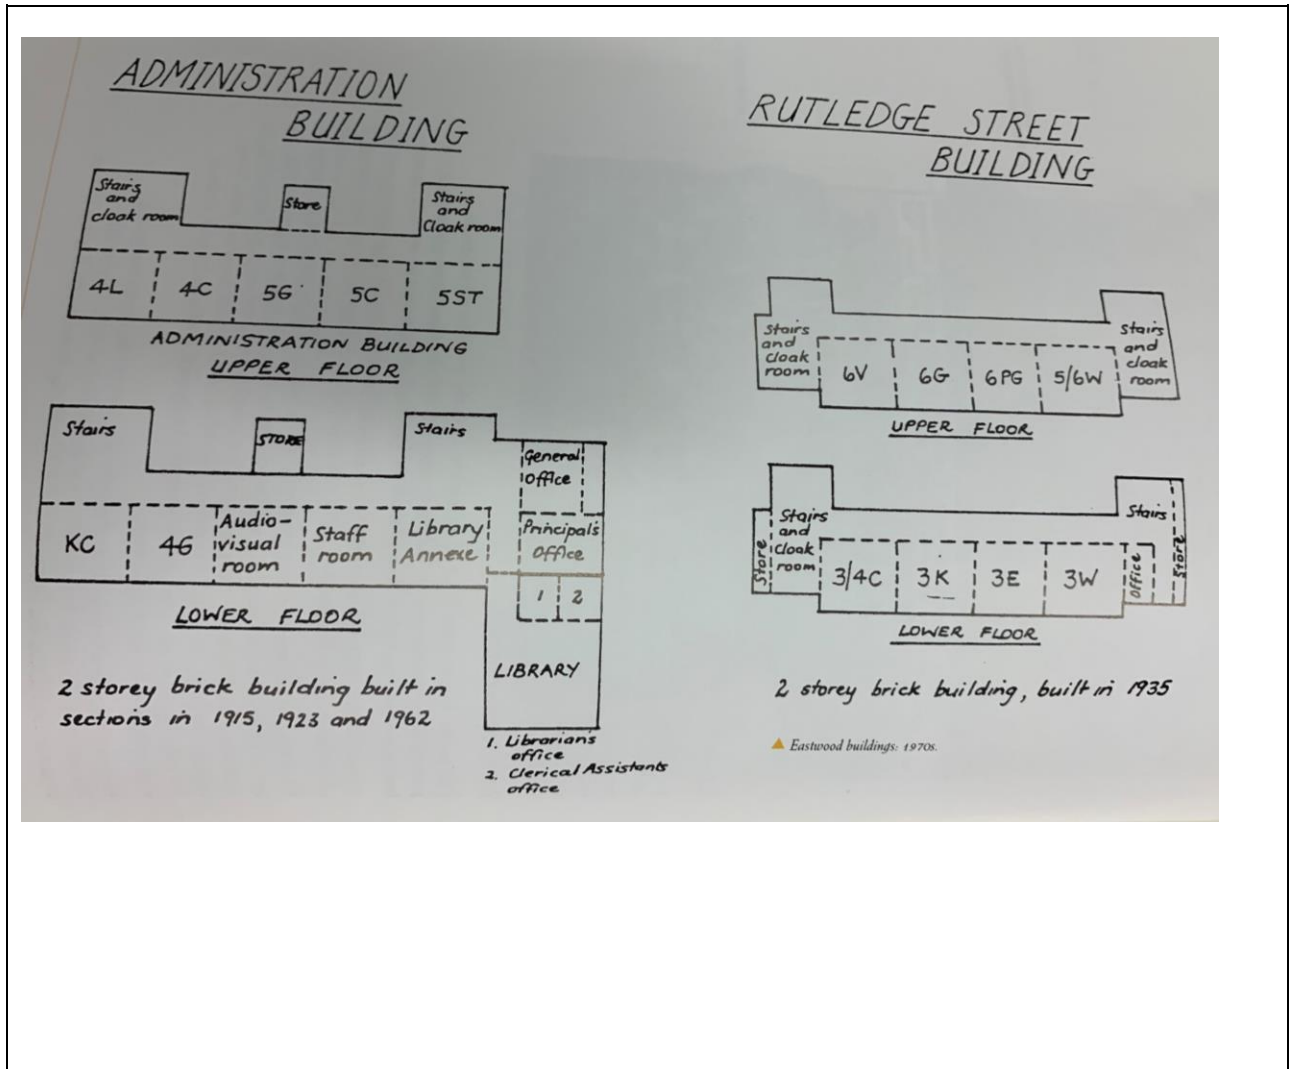 ADMINISTRATION
BUILDING
Stairs
and
cloak room
Store
Stairs
and
Cloak room
4L
4C
5G
5C
5ST
ADMINISTRATION BUILDING
UPPER FLOOR
Stairs
STORE
Stairs
General
Office
KC
4G
Audio-
visual
room
Staff
room
Library
Annexe
Principal's
Office
1
2
LIBRARY
LOWER FLOOR
2 storey brick building built in
sections in 1915, 1923 and 1962
1. Librarian's
office
2. Clerical Assistants
office
RUTLEDGE STREET
BUILDING
Stairs
and
cloak
room
6V
6G
6PG
5/6W
Stairs
and
cloak
room
UPPER FLOOR
Store
Stairs
and
Cloak
room
3/4C
3K
3E
3W
Office
Stairs
Store
LOWER FLOOR
2 storey brick building, built in 1935
Eastwood buildings: 1970s.